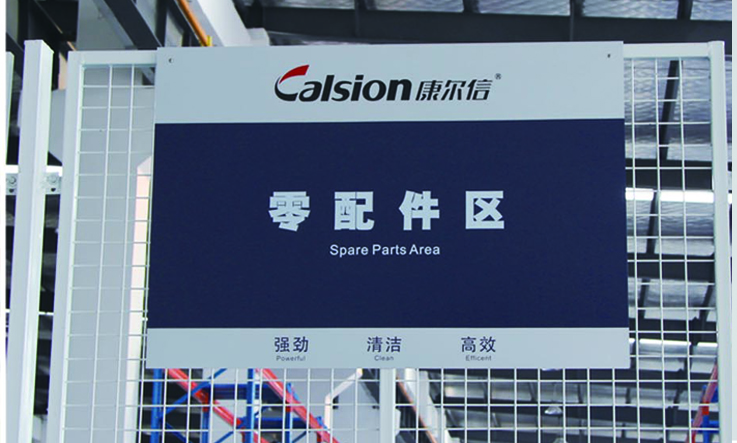 Calsion康尔信®
零配件区
Spare Parts Area
强劲 清洁 高效
Powerful Clean Efficent